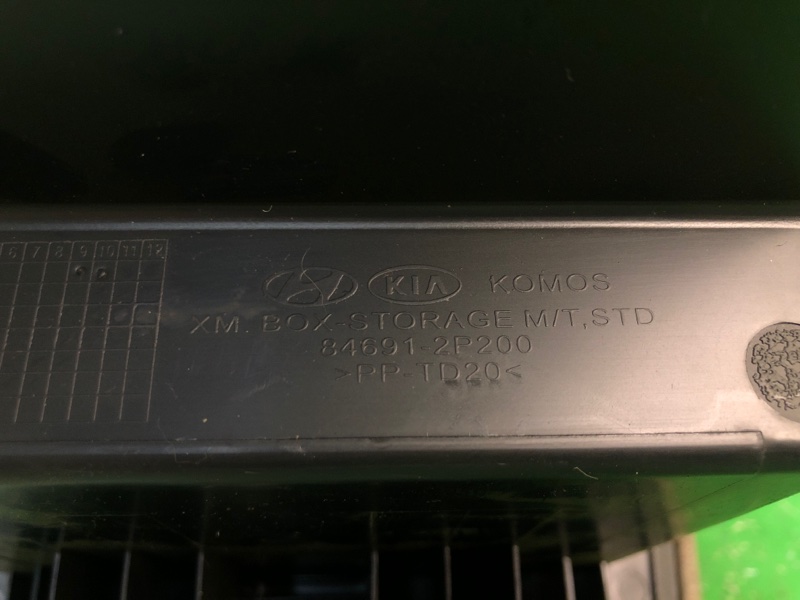 6 7 8 9 10 11 12
KIA KOMOS
XM. BOX-STORAGE M/T,STD
84691-2P200
>PP-TD20<